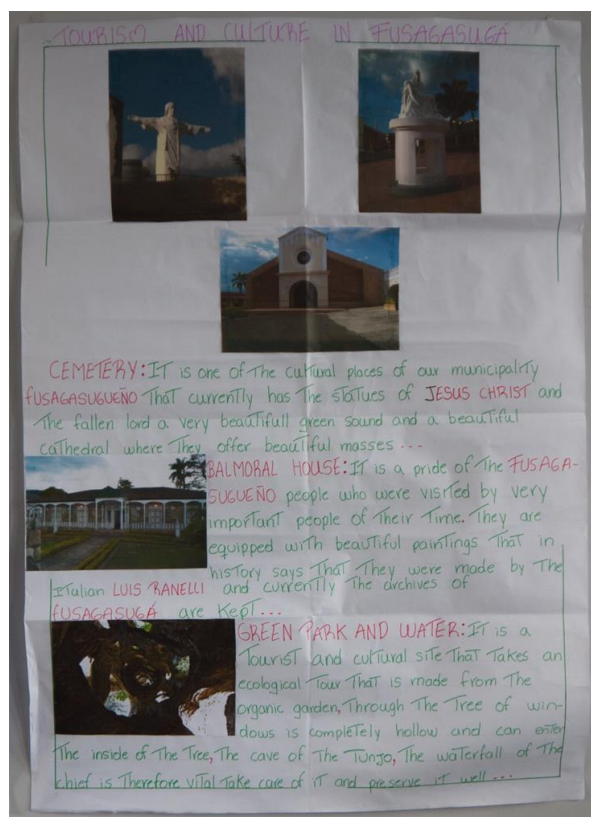 TOURISM AND CULTURE IN FUSAGASUGÁ
CEMETERY: IT is one of The cultural places of our municipality
FUSAGASUGUEÑO That currently has The statues of JESUS CHRIST and
The fallen lord a very beautifull green sound and a beautiful
cathedral where They offer beautiful masses ...
BALMORAL HOUSE: IT is a pride of The FUSAGA-
SUGUEÑO people who were visited by very
important people of Their Time. They are
equipped with beautiful paintings That in
history says That They were made by The
Italian LUIS RANELLI and currently The archives of
FUSAGASUGÁ are Kept...
GREEN PARK AND WATER: IT is a
Tourist and cultural site That Takes an
ecological Tour That is made from The
organic garden, Through The Tree of win-
dows is completely hollow and can enter
The inside of The Tree, The cave of The Tunjo, The waterfall of The
chief is Therefore vital Take care of iT and preserve iT well ...